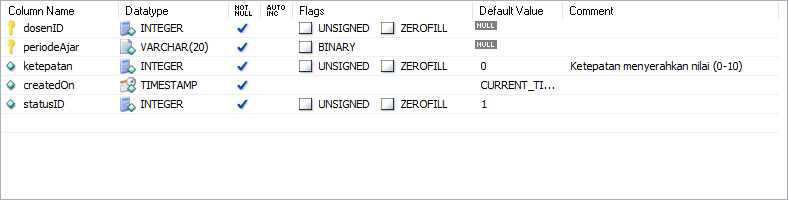 Column Name Datatype NOT NULL AUTO INC Flags Default Value Comment
dosenID INTEGER UNSIGNED ZEROFILL NULL
periodeAjar VARCHAR(20) BINARY NULL
ketepatan INTEGER UNSIGNED ZEROFILL 0 Ketepatan menyerahkan nilai (0-10)
createdOn TIMESTAMP CURRENT_TI...
statusID INTEGER UNSIGNED ZEROFILL 1